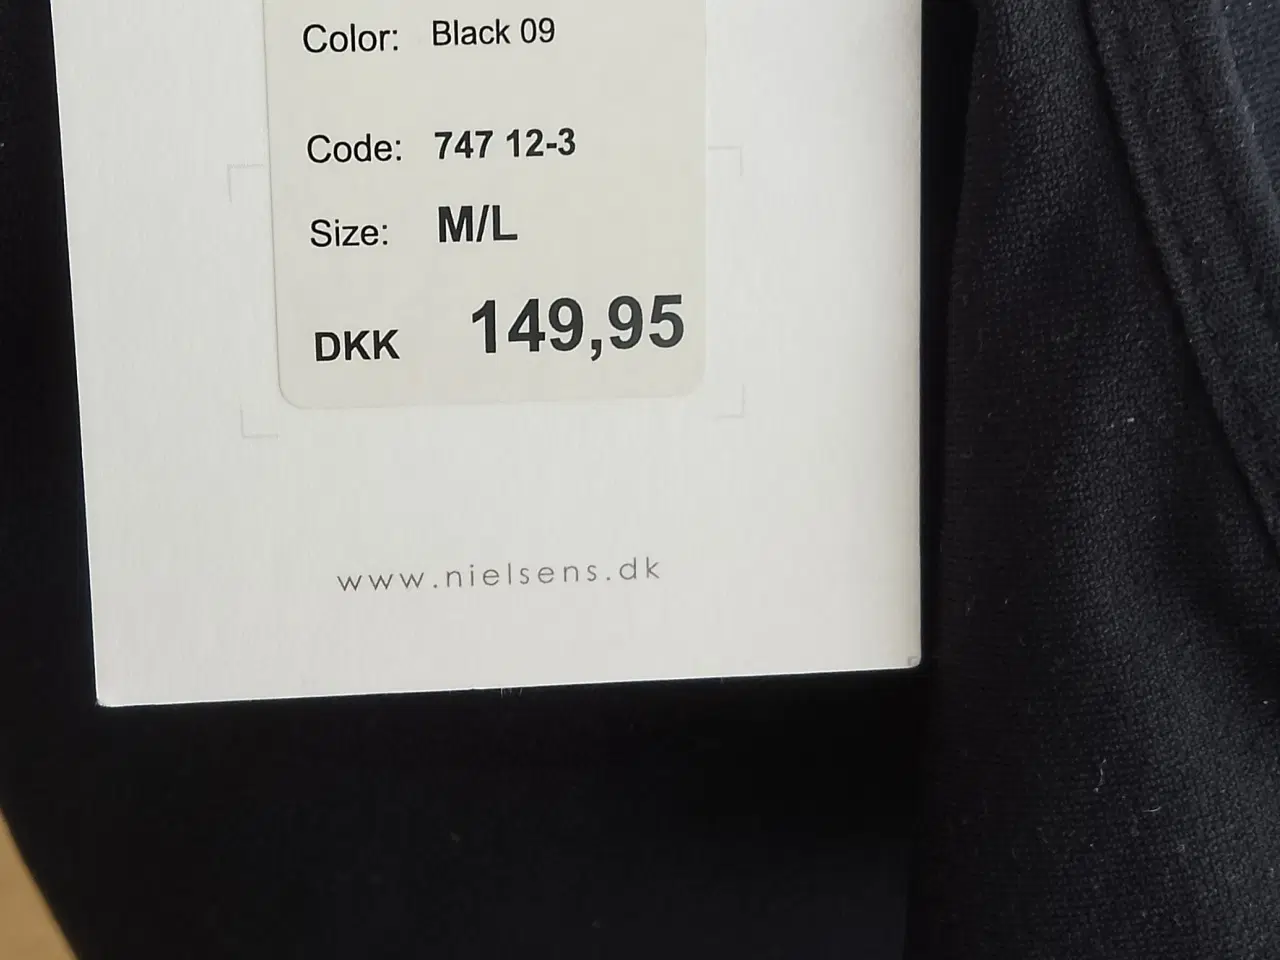 Color: Black 09
Code: 747 12-3
Size: M/L
DKK 149,95
www.nielsens.dk